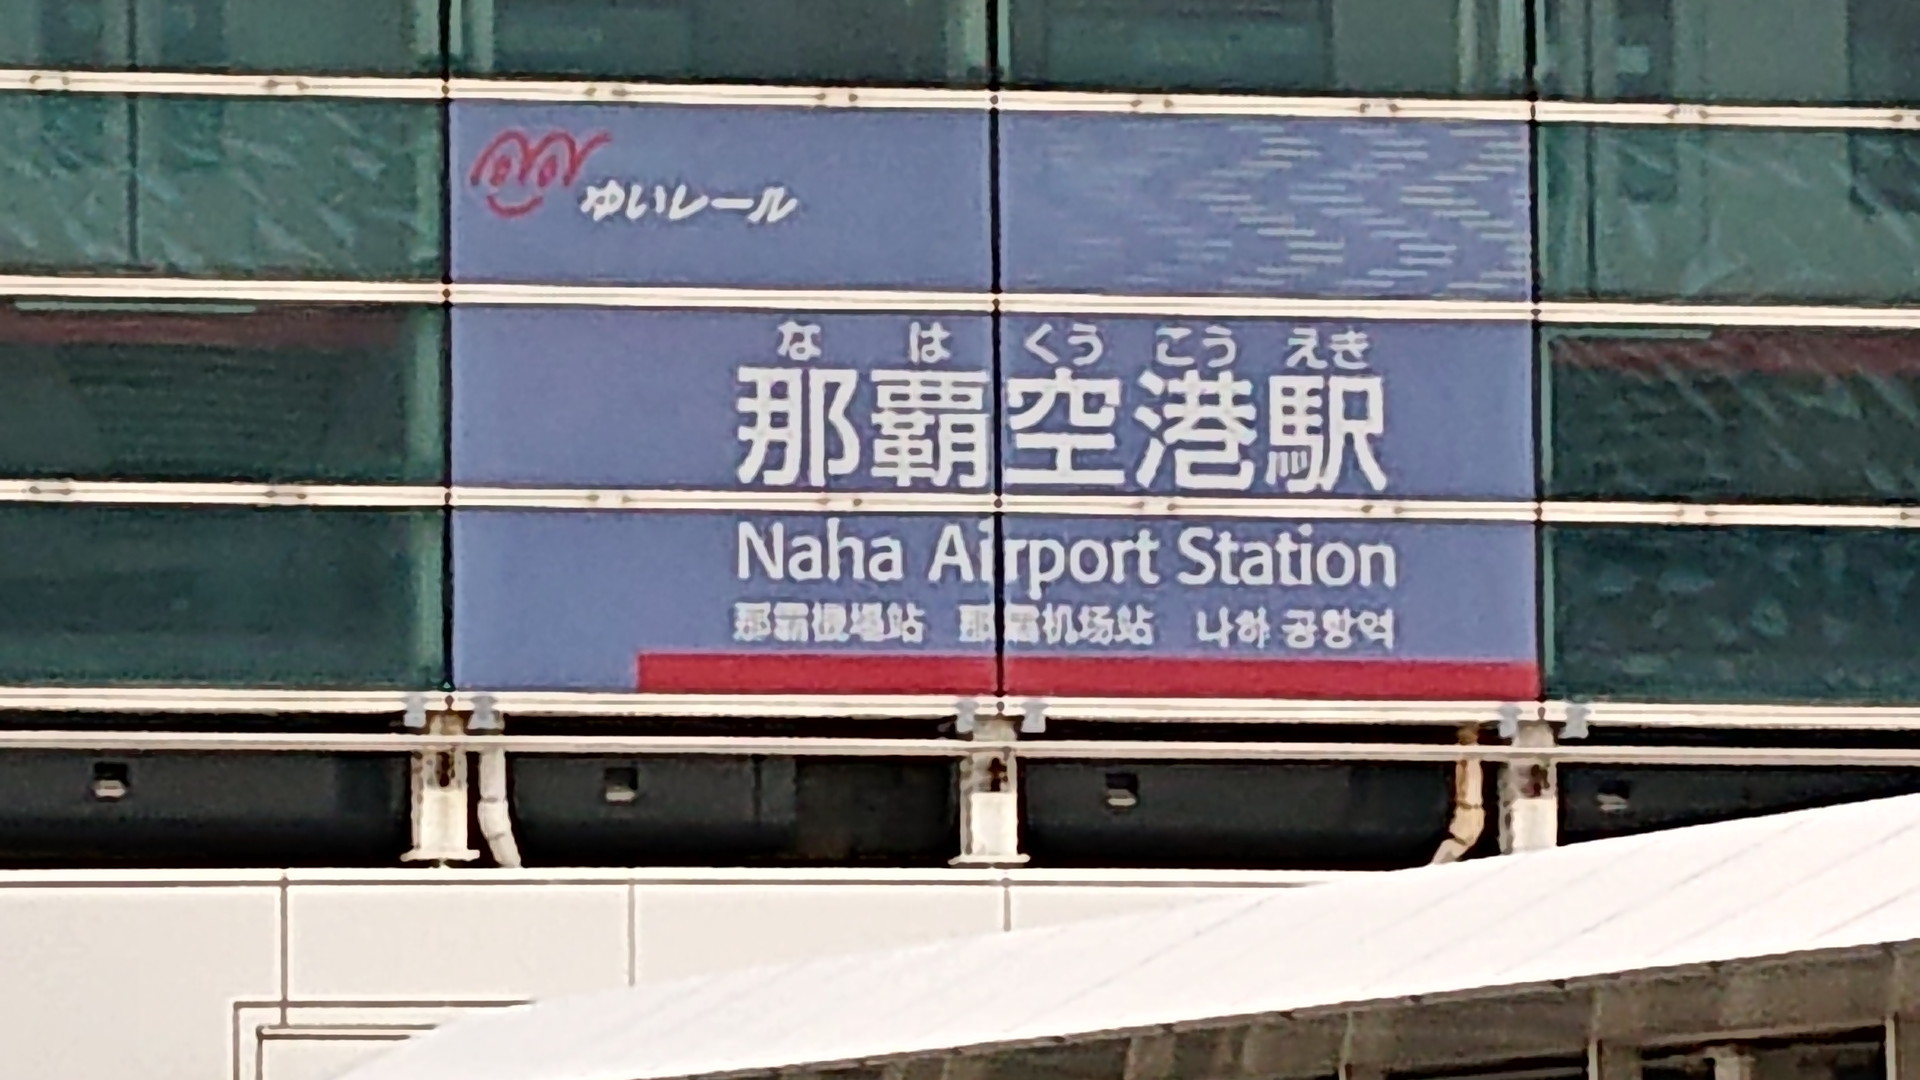 ゆいレール
な は くう こう えき
那覇空港駅
Naha Airport Station
那霸機場站 那霸机场站 나하 공항역